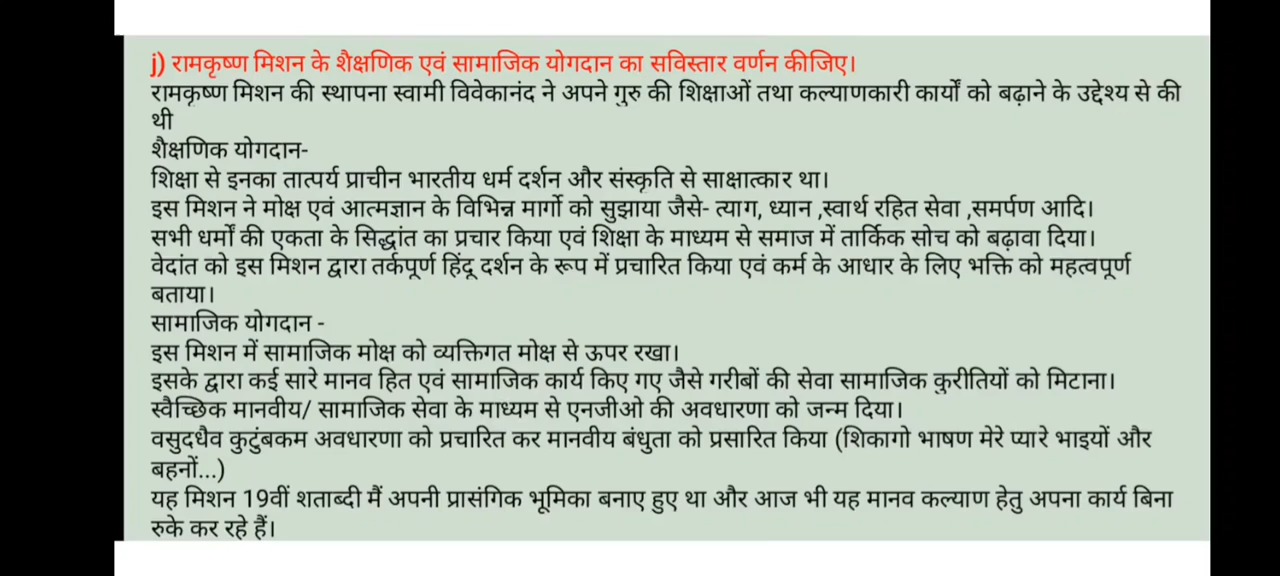 j) रामकृष्ण मिशन के शैक्षणिक एवं सामाजिक योगदान का सविस्तार वर्णन कीजिए।
रामकृष्ण मिशन की स्थापना स्वामी विवेकानंद ने अपने गुरु की शिक्षाओं तथा कल्याणकारी कार्यों को बढ़ाने के उद्देश्य से की
थी
शैक्षणिक योगदान-
शिक्षा से इनका तात्पर्य प्राचीन भारतीय धर्म दर्शन और संस्कृति से साक्षात्कार था।
इस मिशन ने मोक्ष एवं आत्मज्ञान के विभिन्न मार्गो को सुझाया जैसे- त्याग, ध्यान ,स्वार्थ रहित सेवा ,समर्पण आदि।
सभी धर्मों की एकता के सिद्धांत का प्रचार किया एवं शिक्षा के माध्यम से समाज में तार्किक सोच को बढ़ावा दिया।
वेदांत को इस मिशन द्वारा तर्कपूर्ण हिंदू दर्शन के रूप में प्रचारित किया एवं कर्म के आधार के लिए भक्ति को महत्वपूर्ण
बताया।
सामाजिक योगदान -
इस मिशन में सामाजिक मोक्ष को व्यक्तिगत मोक्ष से ऊपर रखा।
इसके द्वारा कई सारे मानव हित एवं सामाजिक कार्य किए गए जैसे गरीबों की सेवा सामाजिक कुरीतियों को मिटाना।
स्वैच्छिक मानवीय/ सामाजिक सेवा के माध्यम से एनजीओ की अवधारणा को जन्म दिया।
वसुदधैव कुटुंबकम अवधारणा को प्रचारित कर मानवीय बंधुता को प्रसारित किया (शिकागो भाषण मेरे प्यारे भाइयों और
बहनों...)
यह मिशन 19वीं शताब्दी मैं अपनी प्रासंगिक भूमिका बनाए हुए था और आज भी यह मानव कल्याण हेतु अपना कार्य बिना
रुके कर रहे हैं।